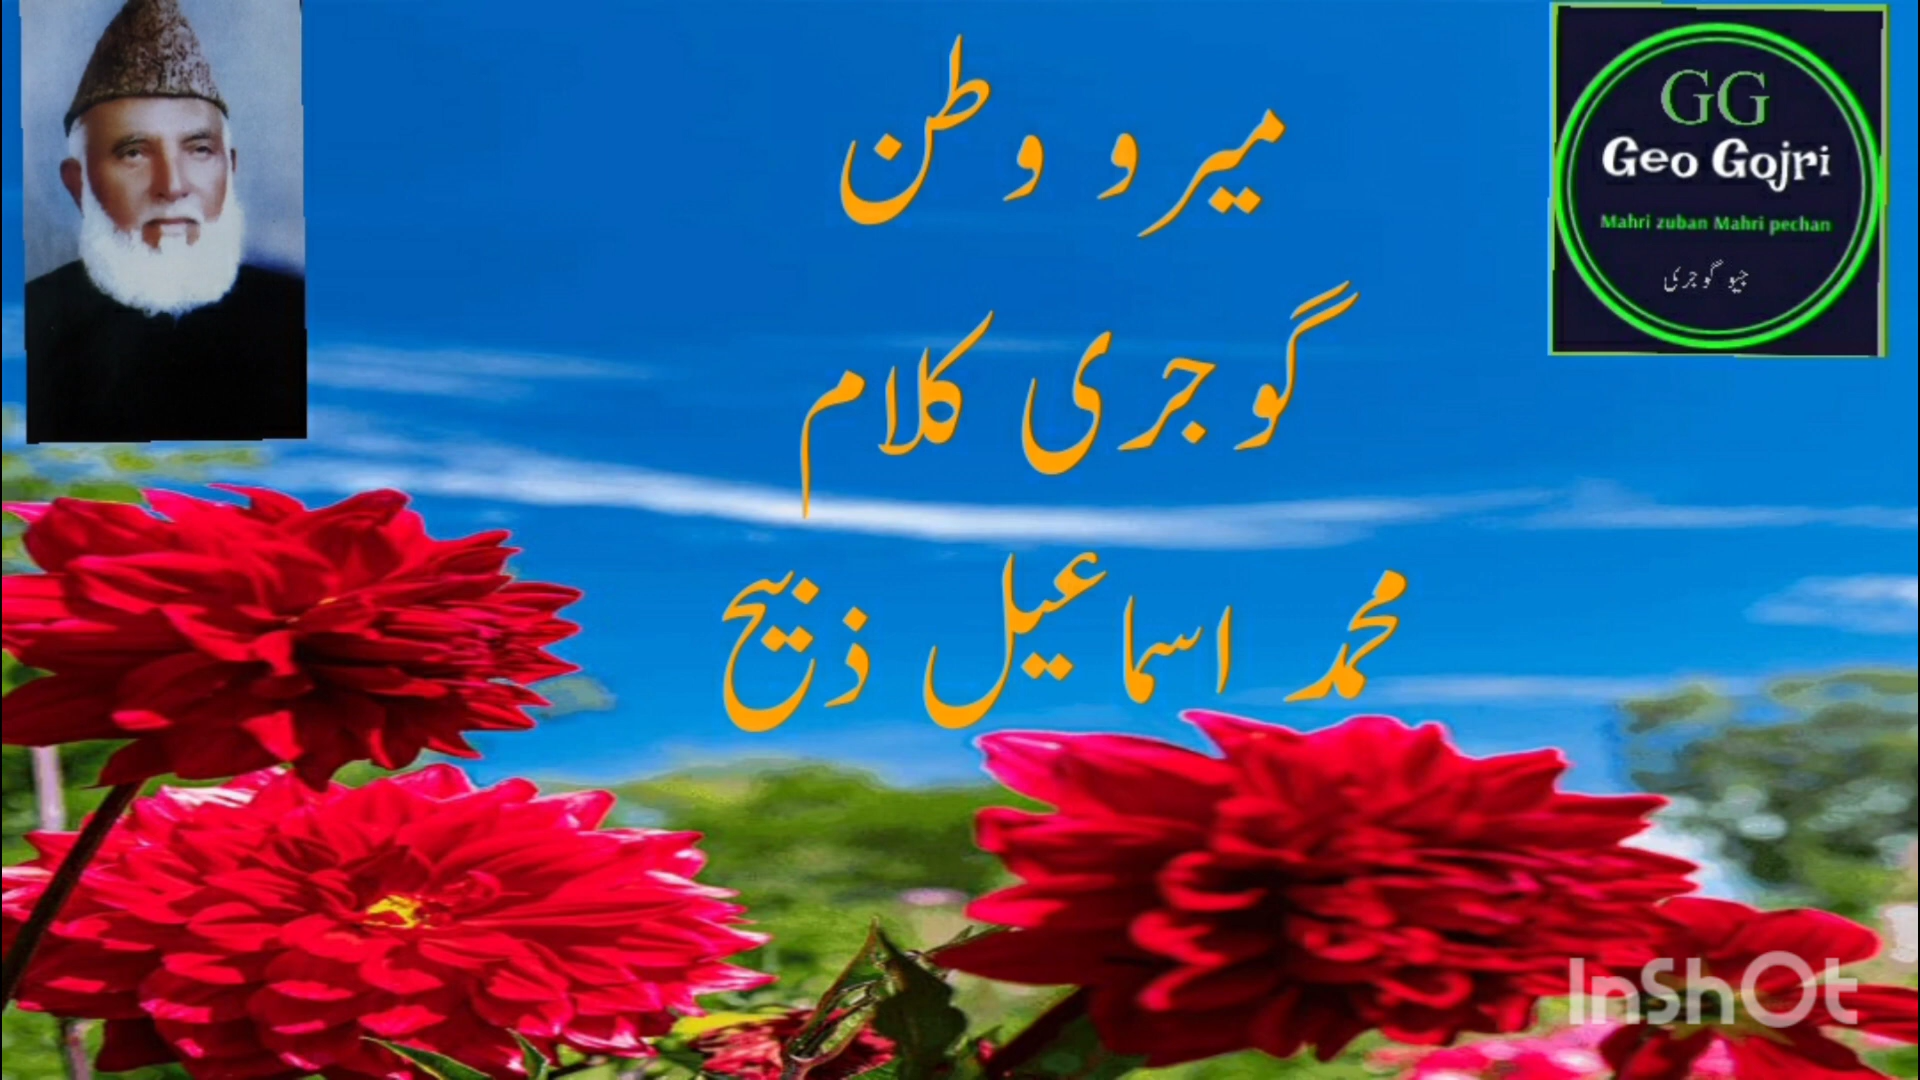 میرو وطن
گوجری کلام
محمد اسماعیل ذبیح
GG
Geo Gojri
Mahri zuban Mahri pechan
جیو گوجری
InShOt